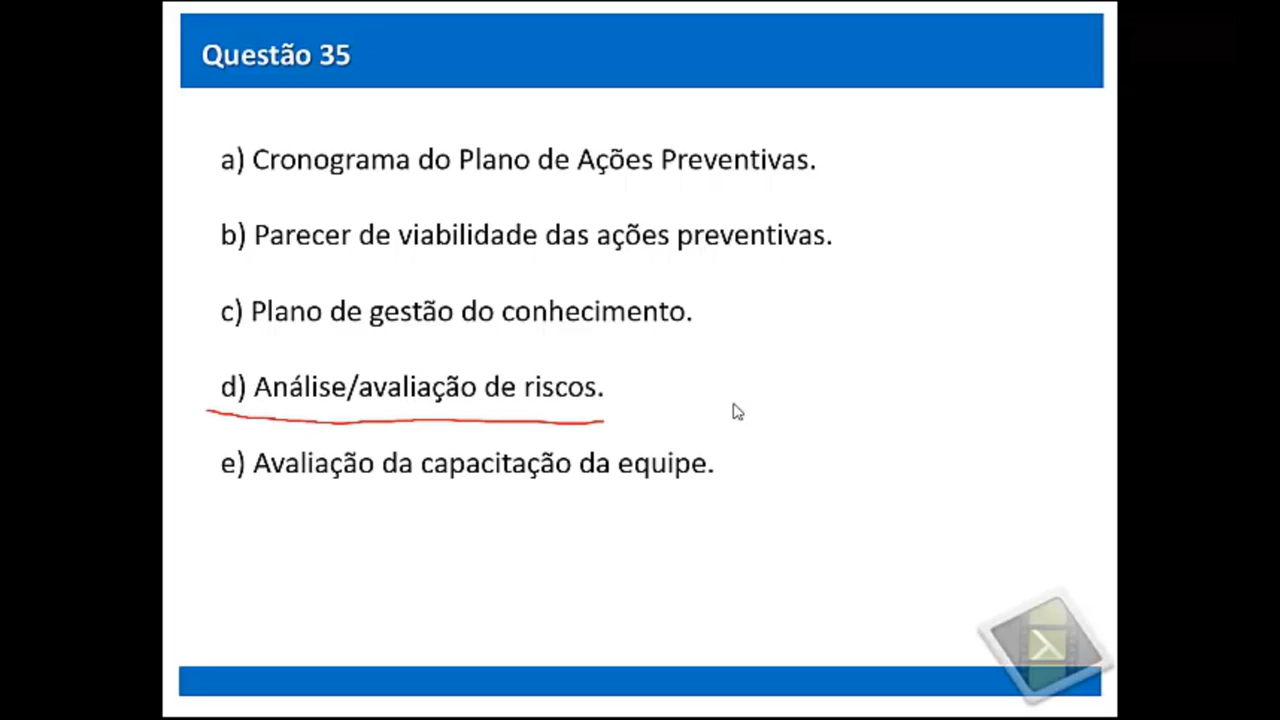 Questão 35
a) Cronograma do Plano de Ações Preventivas.
b) Parecer de viabilidade das ações preventivas.
c) Plano de gestão do conhecimento.
d) Análise/avaliação de riscos.
e) Avaliação da capacitação da equipe.